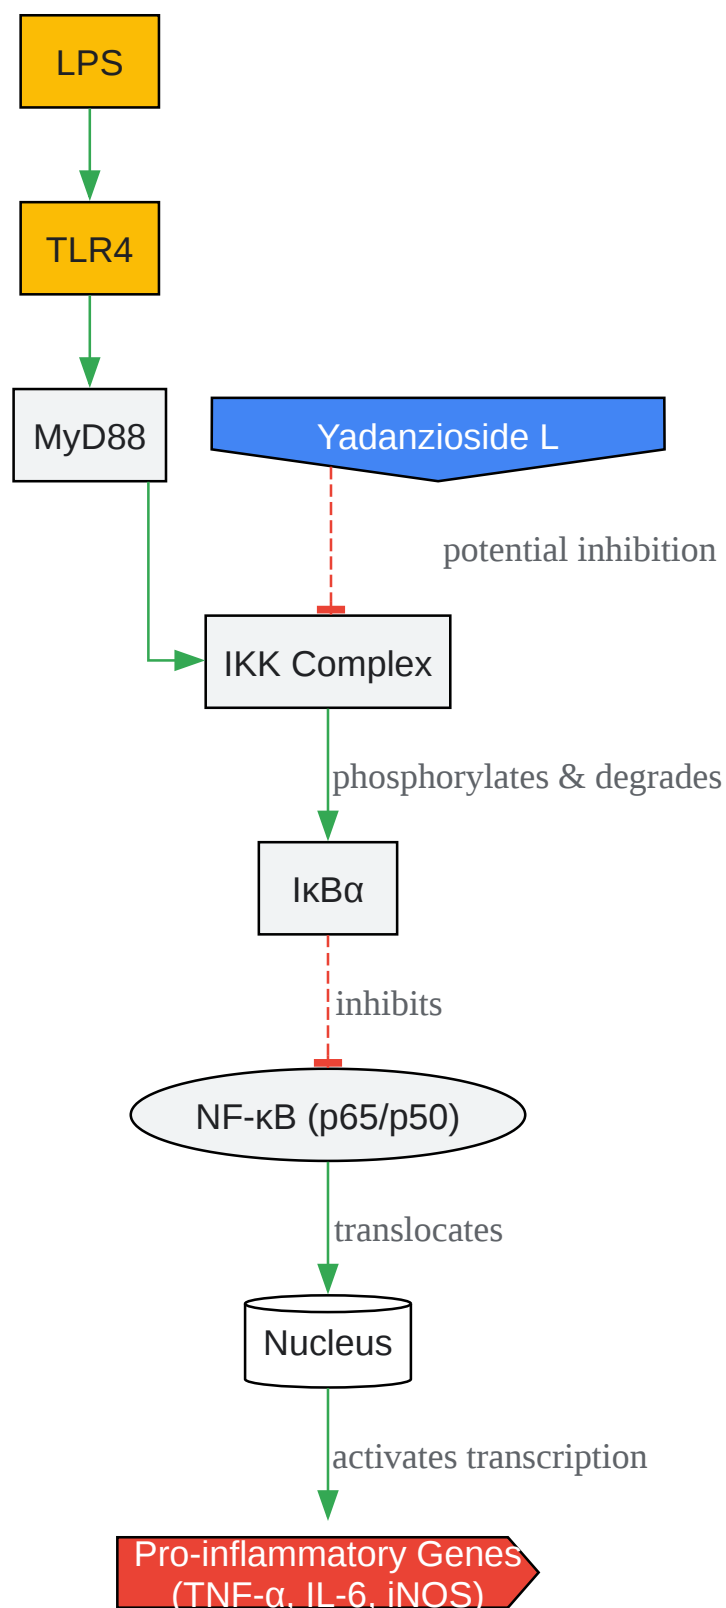 LPS
TLR4
MyD88
Yadanzioside L
potential inhibition
IKK Complex
phosphorylates & degrades
IκBα
inhibits
NF-κB (p65/p50)
translocates
Nucleus
activates transcription
Pro-inflammatory Genes
(TNF-α, IL-6, iNOS)